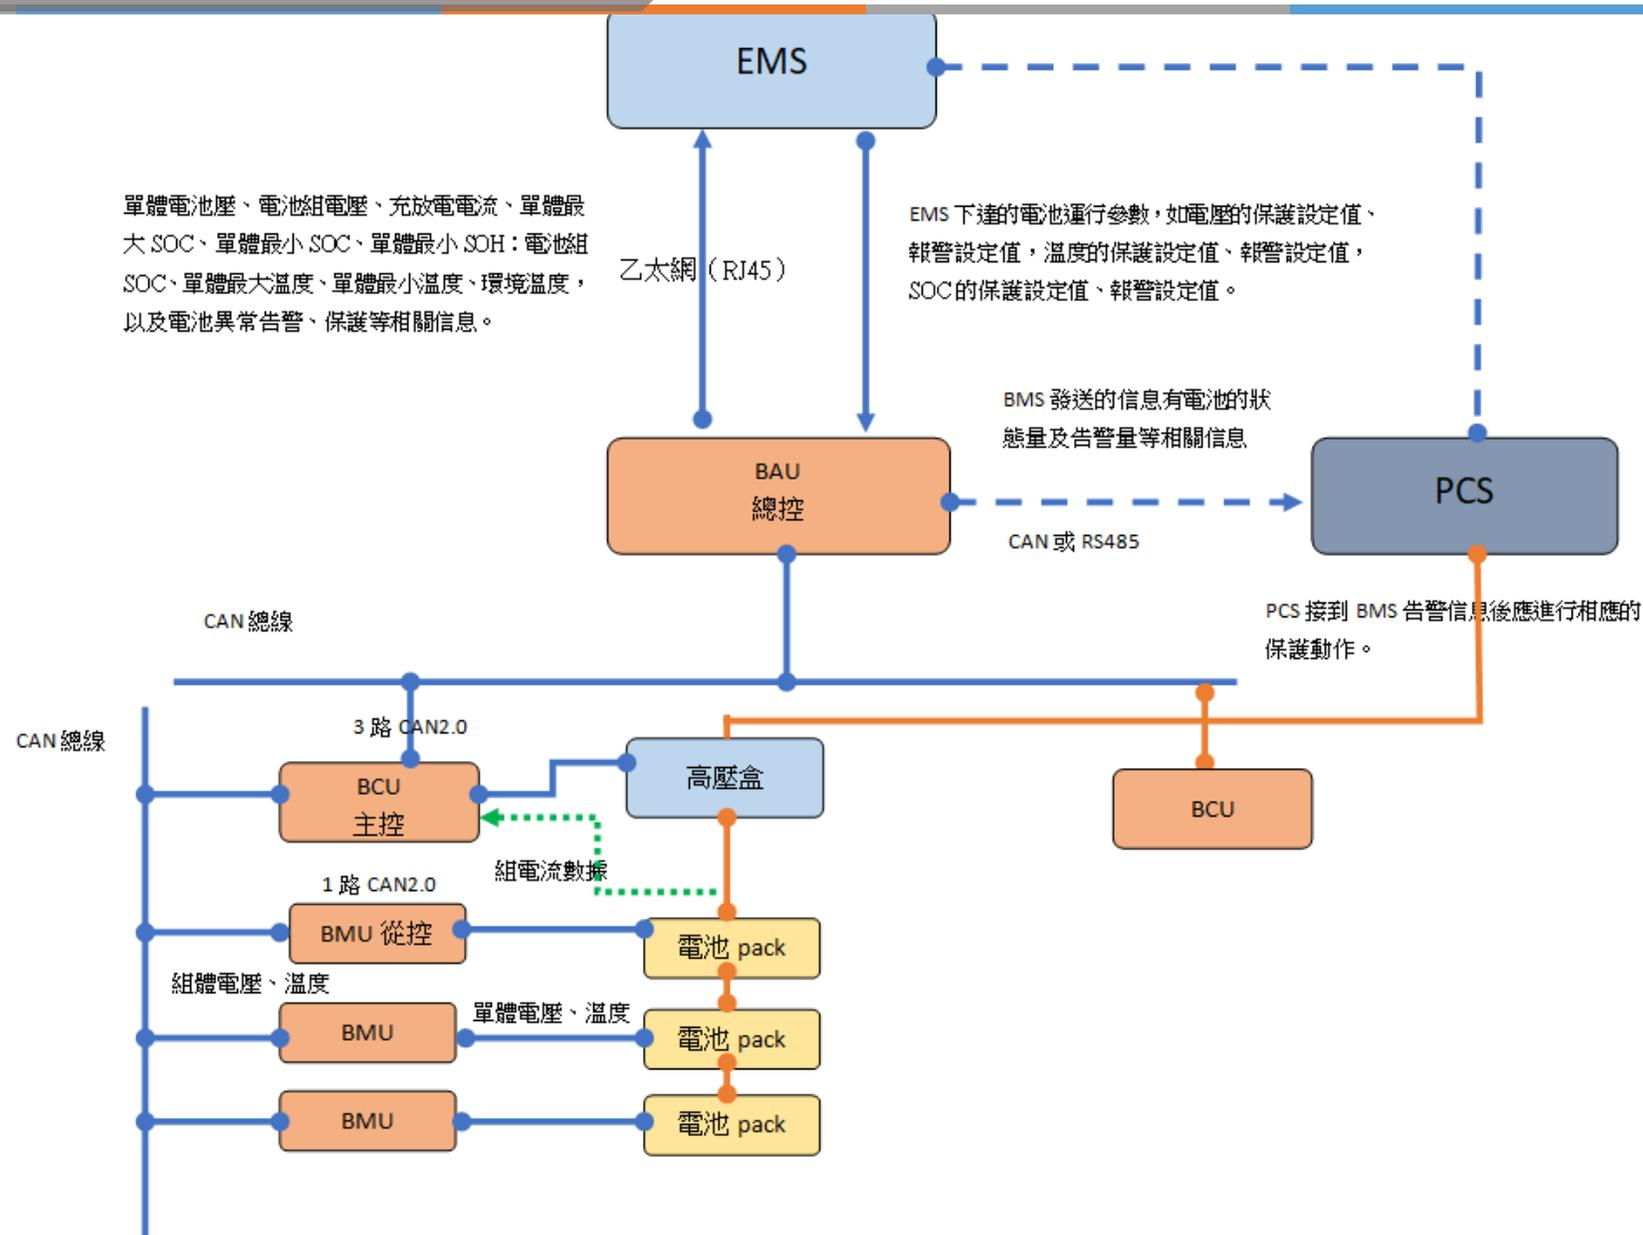 EMS
單體電池壓、電池組電壓、充放電電流、單體最
大 SOC、單體最小 SOC、單體最小 SOH：電池組
SOC、單體最大溫度、單體最小溫度、環境溫度，
以及電池異常告警、保護等相關信息。
乙太網（RJ45）
EMS 下達的電池運行參數，如電壓的保護設定值、
報警設定值，溫度的保護設定值、報警設定值，
SOC的保護設定值、報警設定值。
BMS 發送的信息有電池的狀
態量及告警量等相關信息
BAU
總控
PCS
CAN 或 RS485
CAN 總線
PCS 接到 BMS 告警信息後應進行相應的
保護動作。
CAN 總線
3 路 CAN2.0
BCU
主控
高壓盒
BCU
組電流數據
1 路 CAN2.0
BMU 從控
電池 pack
組體電壓、溫度
單體電壓、溫度
BMU
電池 pack
BMU
電池 pack